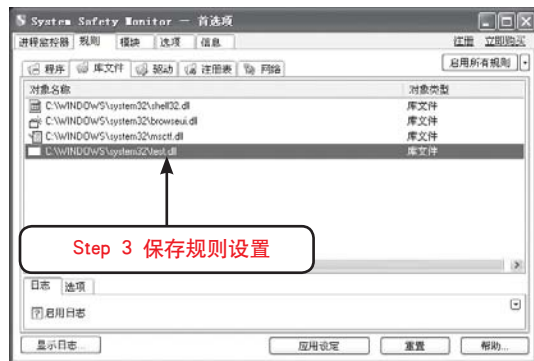 System Safety Monitor — 首选项
进程监控器 规则 模块 选项 信息 注册 立即购买
程序 库文件 驱动 注册表 网络 启用所有规则
对象名称 对象类型
C:\WINDOWS\system32\shell32.dll 库文件
C:\WINDOWS\system32\browseui.dll 库文件
C:\WINDOWS\system32\msctf.dll 库文件
C:\WINDOWS\system32\test.dll 库文件
Step 3 保存规则设置
日志 选项
启用日志
显示日志... 应用设定 重置 帮助...